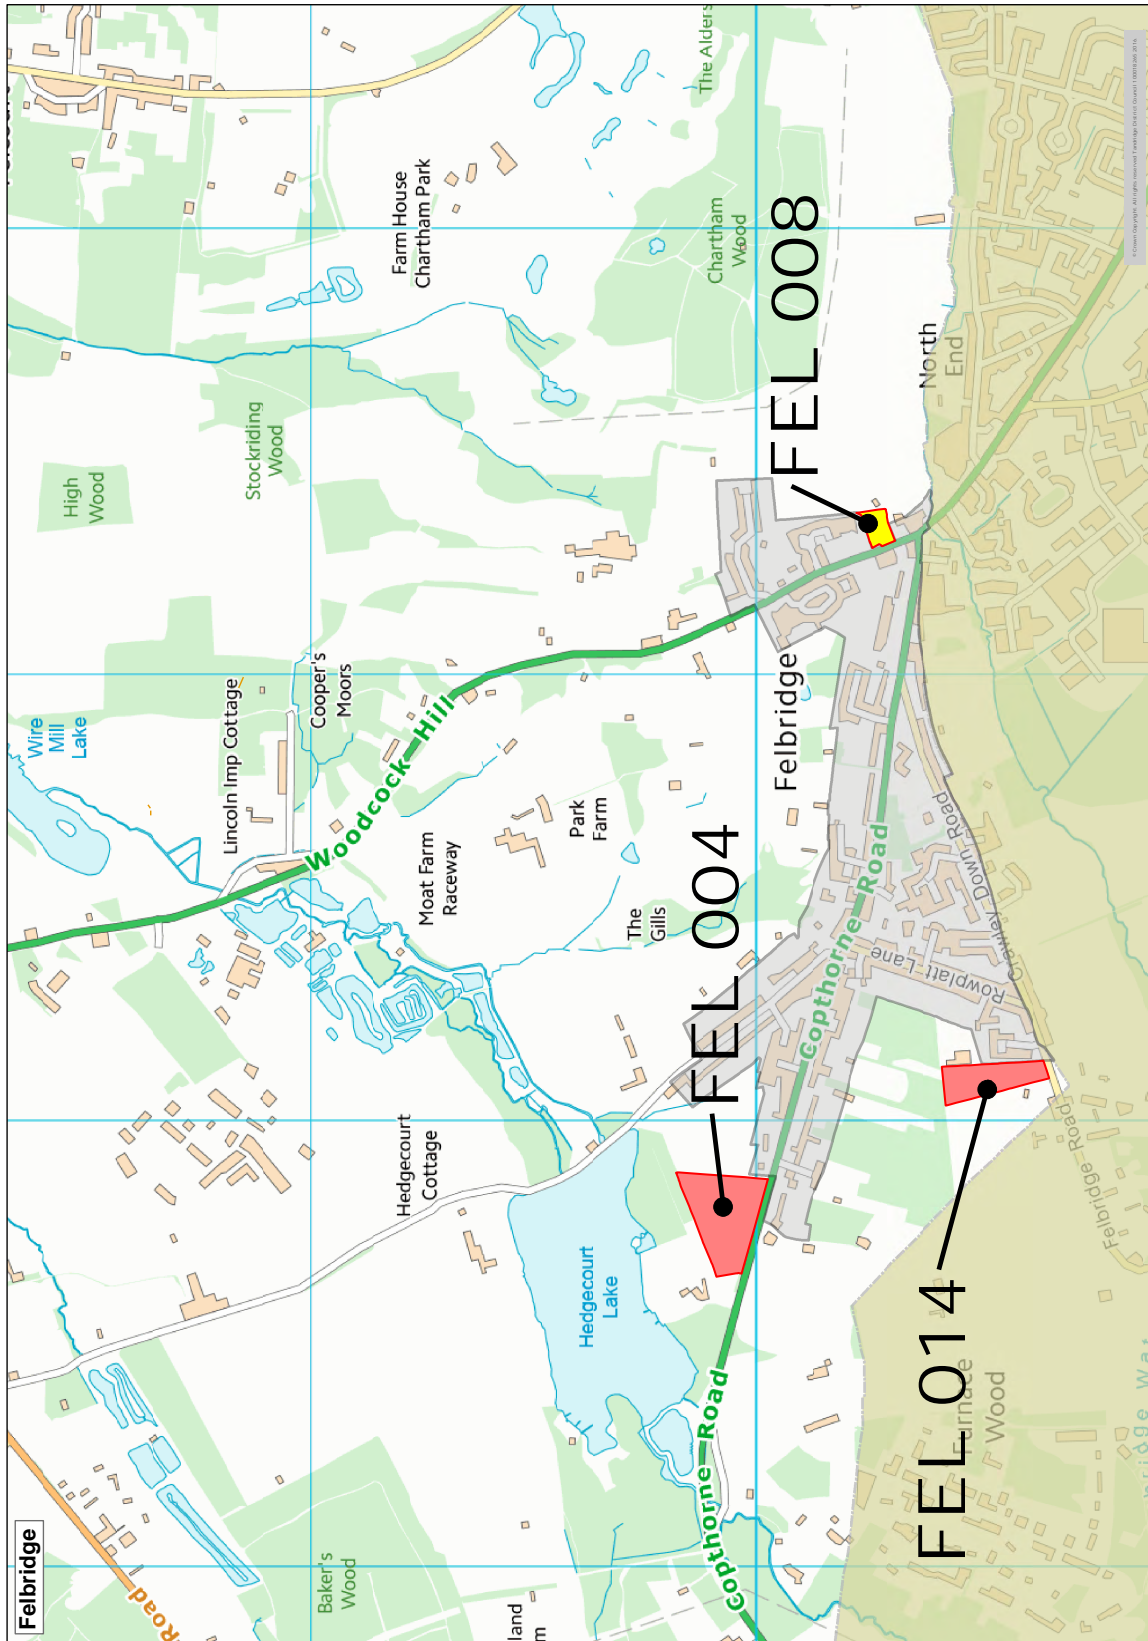 Felbridge
Road
Baker's
Wood
land
m
Wire
Mill
Lake
High
Wood
Stockriding
Wood
Lincoln Imp Cottage
Cooper's
Moors
Woodcock Hill
Moat Farm
Raceway
Park
Farm
The
Gills
Farm House
Chartham Park
The Alders
Chartham
Wood
FEL 008
North
End
Felbridge
FEL 004
Hedgecourt
Cottage
Hedgecourt
Lake
Copthorne Road
Copthorne Road
Rowplatt Lane
Crawley Down Road
Felbridge Road
FEL 014
Furnace
Wood